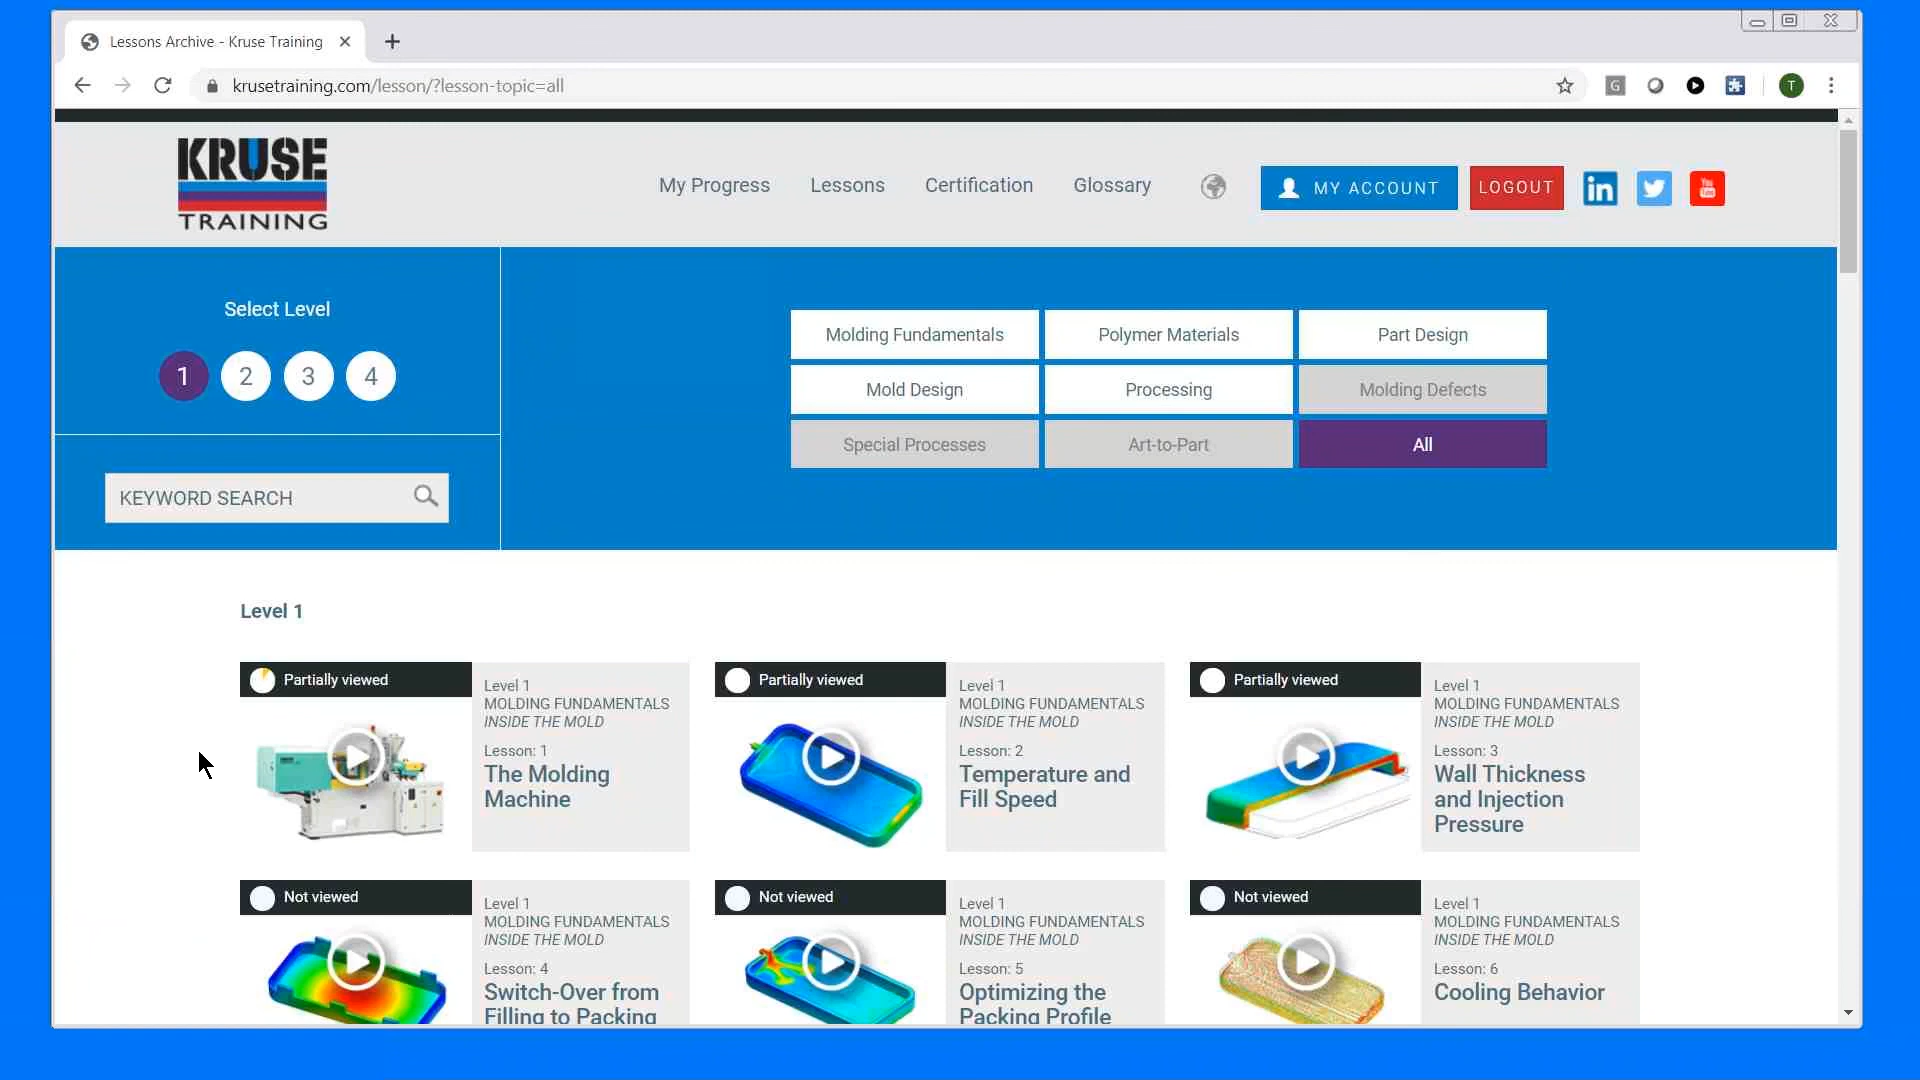 Lessons Archive - Kruse Training
krusetraining.com/lesson/?lesson-topic=all
G
T
KRUSE
TRAINING
My Progress
Lessons
Certification
Glossary
MY ACCOUNT
LOGOUT
in
You
Tube
Select Level
1
2
3
4
KEYWORD SEARCH
Molding Fundamentals
Polymer Materials
Part Design
Mold Design
Processing
Molding Defects
Special Processes
Art-to-Part
All
Level 1
Partially viewed
Level 1
MOLDING FUNDAMENTALS
INSIDE THE MOLD
Lesson: 1
The Molding
Machine
Partially viewed
Level 1
MOLDING FUNDAMENTALS
INSIDE THE MOLD
Lesson: 2
Temperature and
Fill Speed
Partially viewed
Level 1
MOLDING FUNDAMENTALS
INSIDE THE MOLD
Lesson: 3
Wall Thickness
and Injection
Pressure
Not viewed
Level 1
MOLDING FUNDAMENTALS
INSIDE THE MOLD
Lesson: 4
Switch-Over from
Filling to Packing
Not viewed
Level 1
MOLDING FUNDAMENTALS
INSIDE THE MOLD
Lesson: 5
Optimizing the
Packing Profile
Not viewed
Level 1
MOLDING FUNDAMENTALS
INSIDE THE MOLD
Lesson: 6
Cooling Behavior